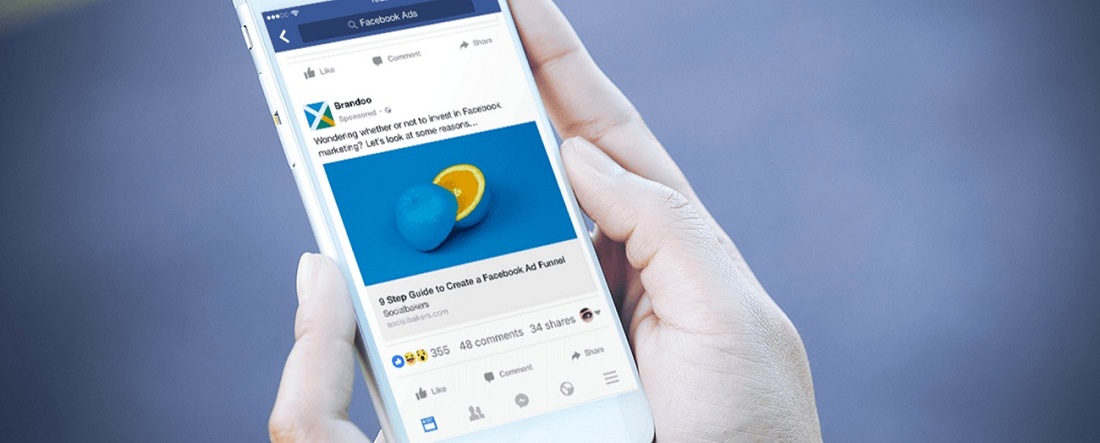 Facebook Ads
Like Comment Share
Brandoo
Sponsored ·
Wondering whether or not to invest in Facebook
marketing? Let's look at some reasons...
9 Step Guide to Create a Facebook Ad Funnel
Socialbakers
socialbakers.com
355 48 comments 34 shares
Like Comment Share